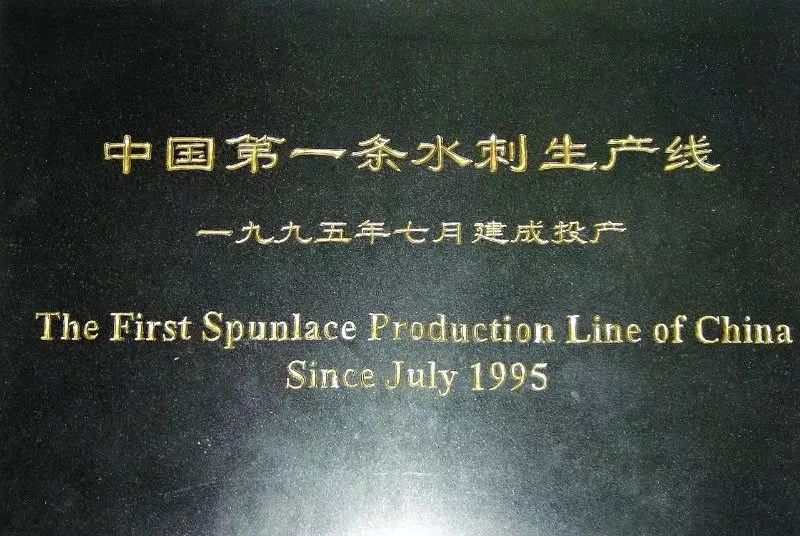 中国第一条水刺生产线
一九九五年七月建成投产
The First Spunlace Production Line of China
Since July 1995